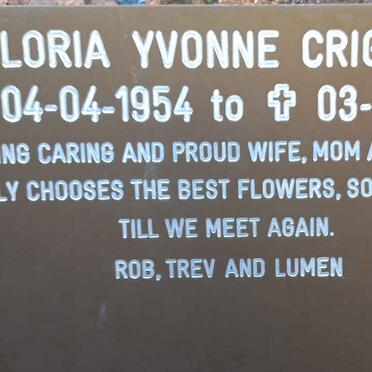 LORIA YVONNE CRIG
04-04-1954 to ✝ 03-
ING CARING AND PROUD WIFE, MOM A
LY CHOOSES THE BEST FLOWERS, SO
TILL WE MEET AGAIN.
ROB, TREV AND LUMEN